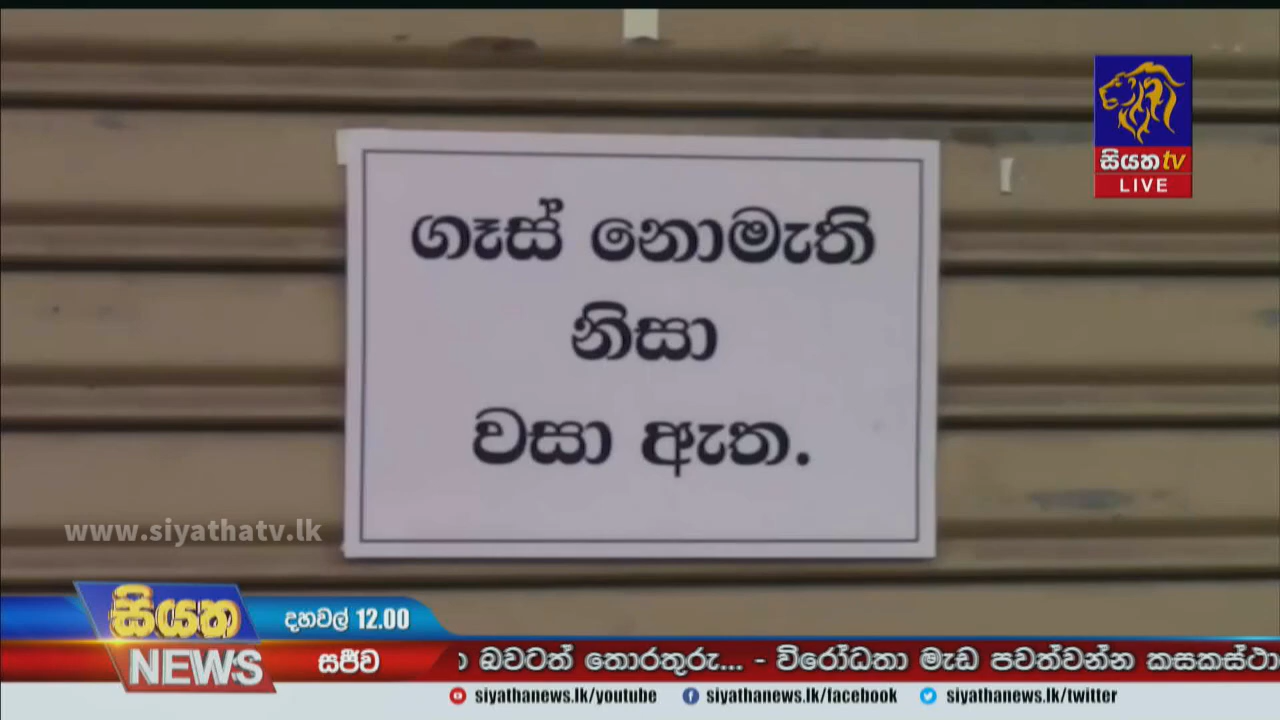 සියත tv
LIVE
ගෑස් නොමැති
නිසා
වසා ඇත.
www.siyathatv.lk
සියත
NEWS
දහවල් 12.00
සජීව
බවටත් තොරතුරු... - විරෝධතා මැඩ පවත්වන්න කසකස්ථා
siyathanews.lk/youtube
siyathanews.lk/facebook
siyathanews.lk/twitter